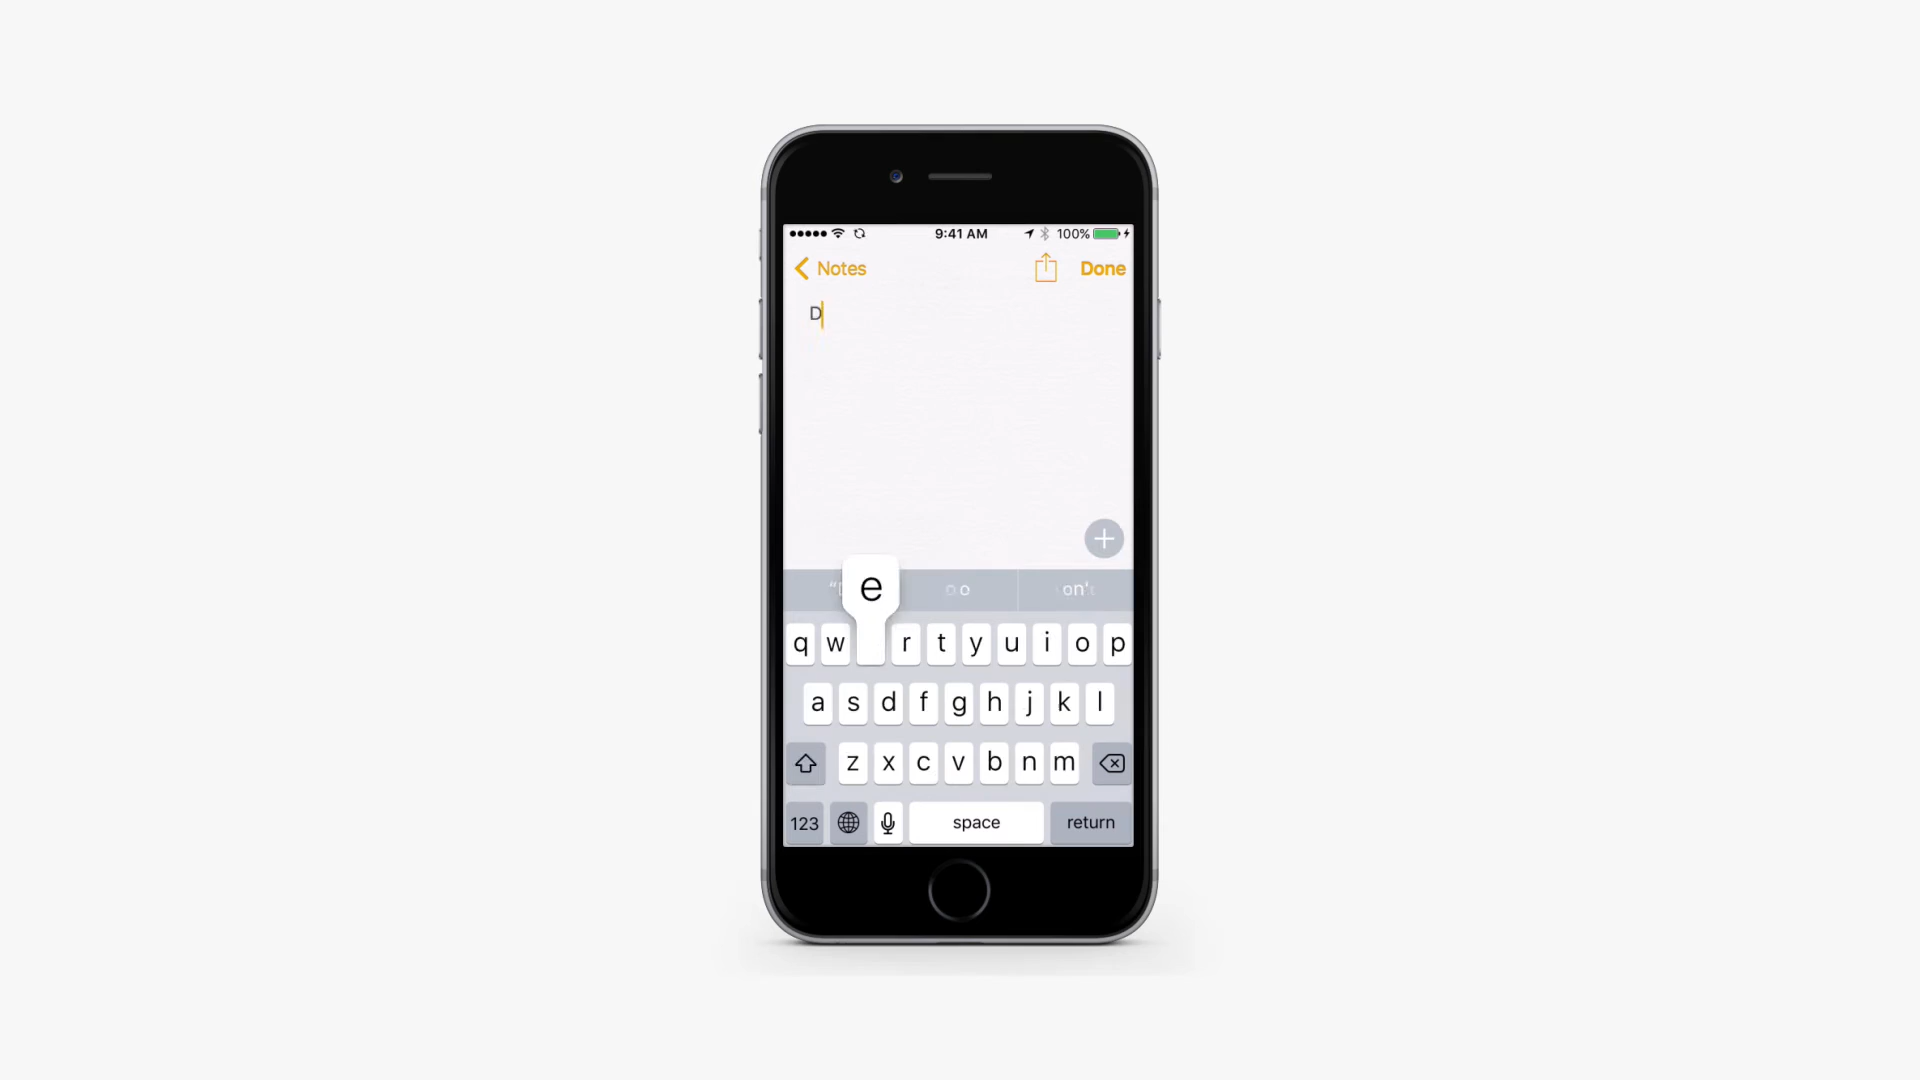 9:41 AM 100%
Notes Done
D
e
q w r t y u i o p
a s d f g h j k l
z x c v b n m
123 space return